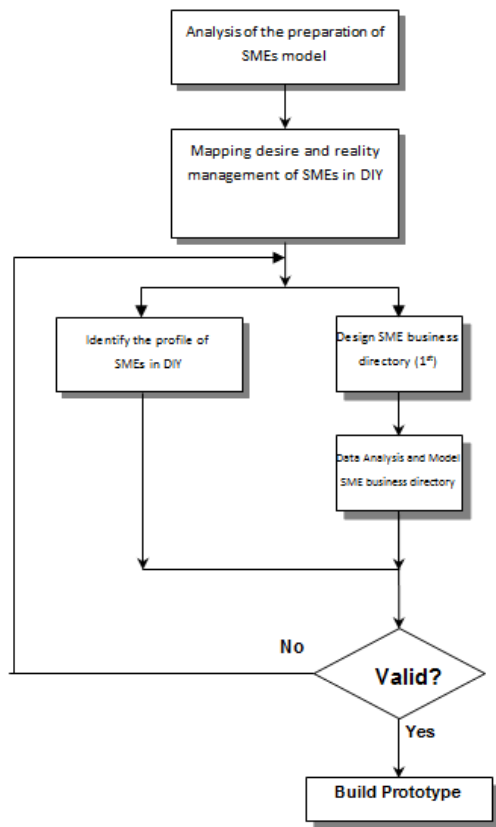 Analysis of the preparation of
SMEs model
Mapping desire and reality
management of SMEs in DIY
Identify the profile of
SMEs in DIY
Design SME business
directory (1st)
Data Analysis and Model
SME business directory
No
Valid?
Yes
Build Prototype